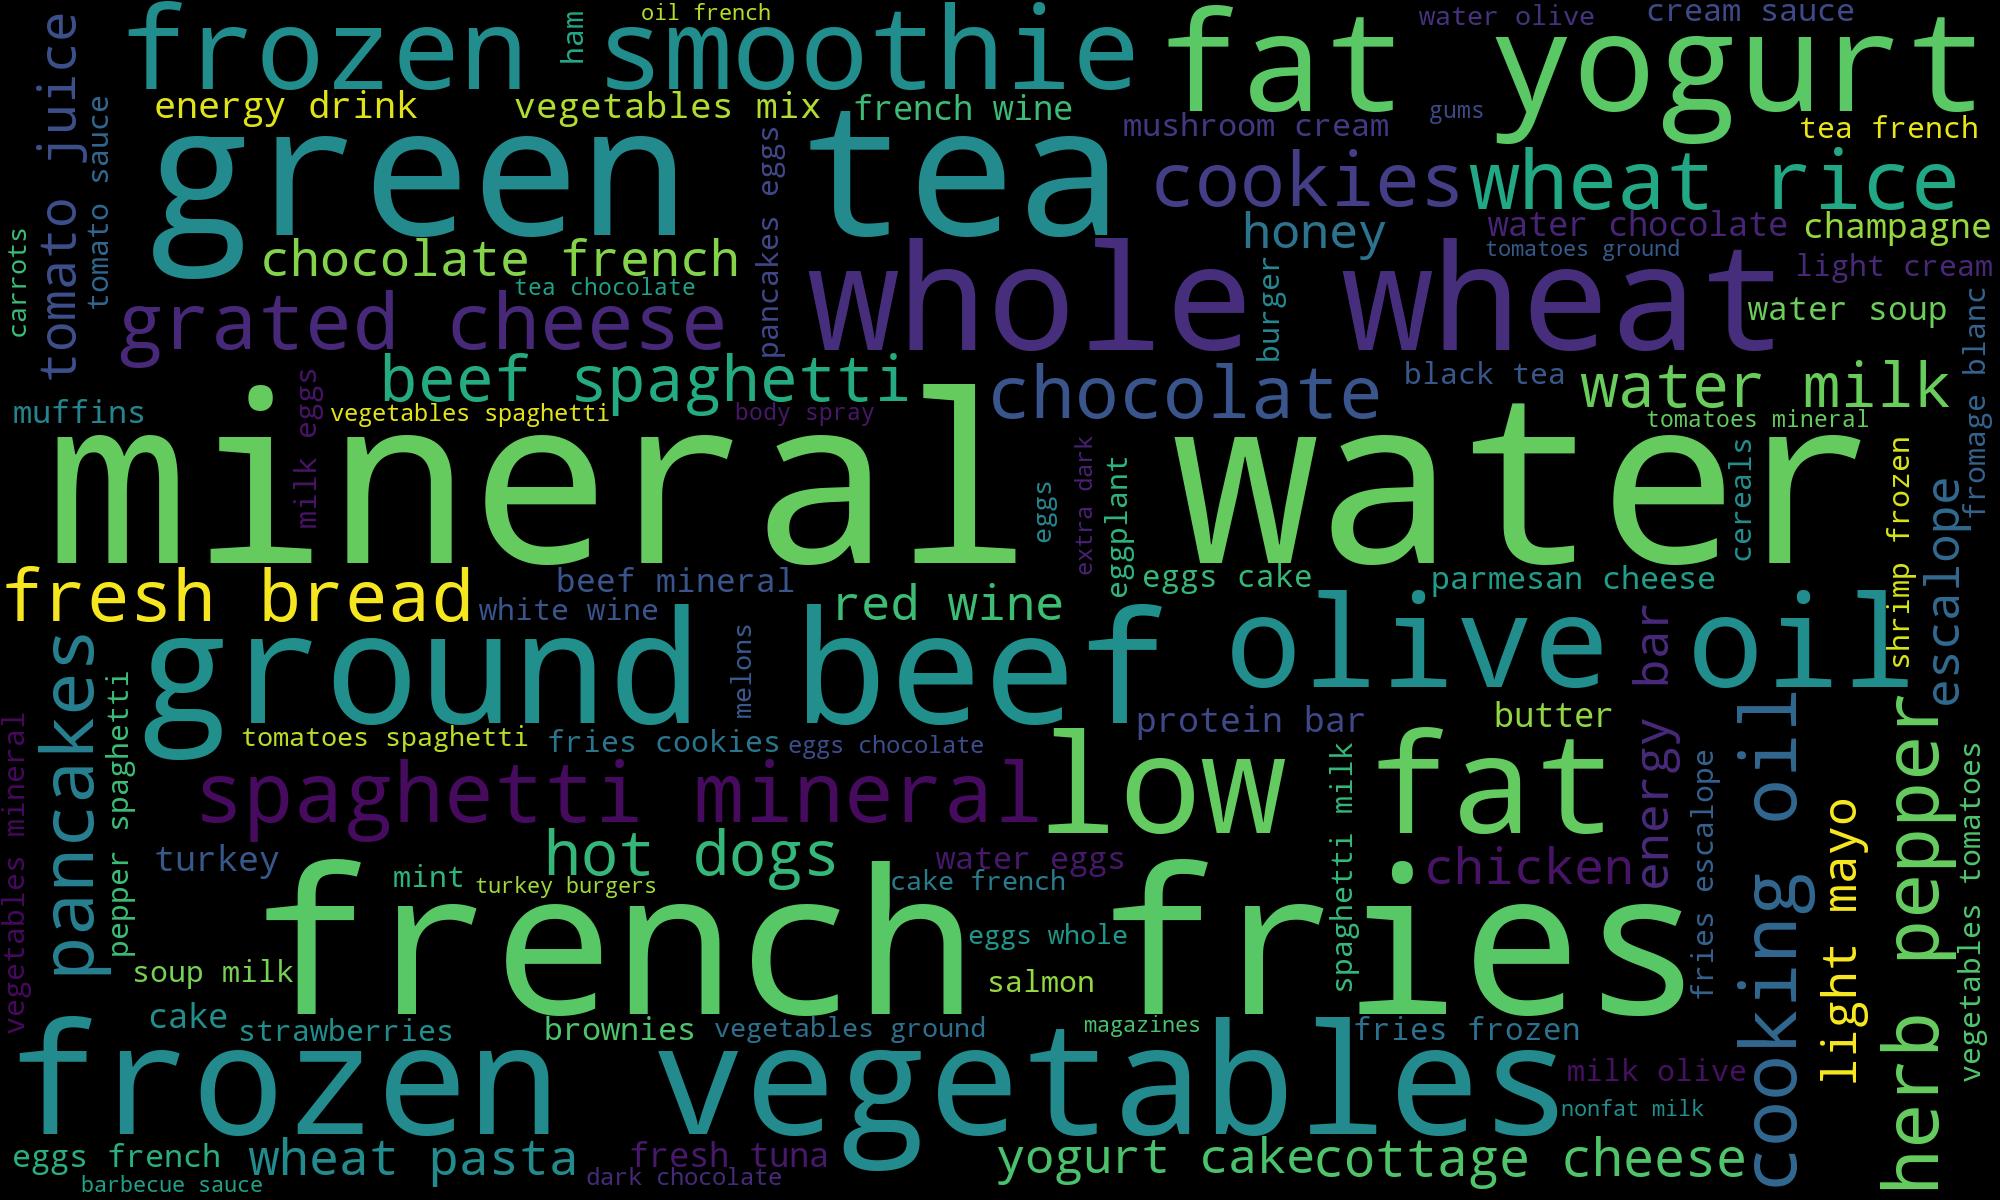 oil french
water olive
cream sauce
frozen smoothie
ham
fat yogurt
tomato juice
tomato sauce
energy drink
vegetables mix
french wine
mushroom cream
gums
tea french
green tea
pancakes eggs
cookies
wheat rice
honey
water chocolate
champagne
carrots
chocolate french
tomatoes ground
light cream
tea chocolate
whole wheat
burger
water soup
grated cheese
fromage blanc
beef spaghetti
chocolate
black tea
water milk
muffins
milk eggs
vegetables spaghetti
body spray
tomatoes mineral
mineral water
eggs
extra dark
eggplant
cereals
shrimp frozen
escalope
fresh bread
beef mineral
eggs cake
parmesan cheese
white wine
red wine
ground beef
olive oil
melons
energy bar
pancakes
pepper spaghetti
vegetables mineral
tomatoes spaghetti
fries cookies
eggs chocolate
protein bar
butter
cooking oil
herb pepper
spaghetti mineral
low fat
spaghetti milk
fries escalope
vegetables tomatoes
light mayo
turkey
hot dogs
water eggs
chicken
mint
turkey burgers
cake french
french fries
eggs whole
soup milk
salmon
cake
strawberries
brownies
vegetables ground
magazines
fries frozen
frozen vegetables
milk olive
nonfat milk
eggs french
wheat pasta
fresh tuna
yogurt cake
cottage cheese
barbecue sauce
dark chocolate